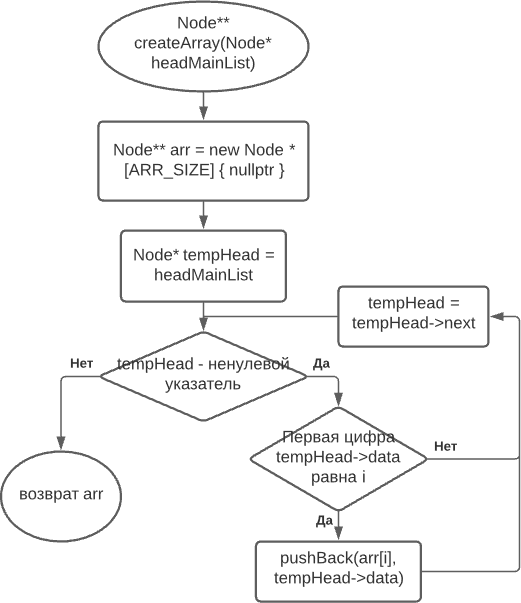 Node**
createArray(Node*
headMainList)
Node** arr = new Node *
[ARR_SIZE] { nullptr }
Node* tempHead =
headMainList
tempHead =
tempHead->next
Нет
tempHead - ненулевой
указатель
Да
Первая цифра
tempHead->data
равна i
Нет
возврат arr
Да
pushBack(arr[i],
tempHead->data)